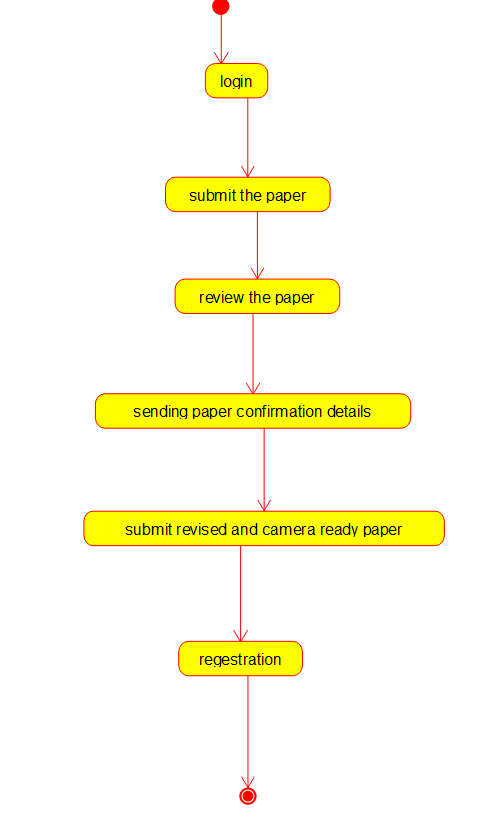 login
submit the paper
review the paper
sending paper confirmation details
submit revised and camera ready paper
regestration